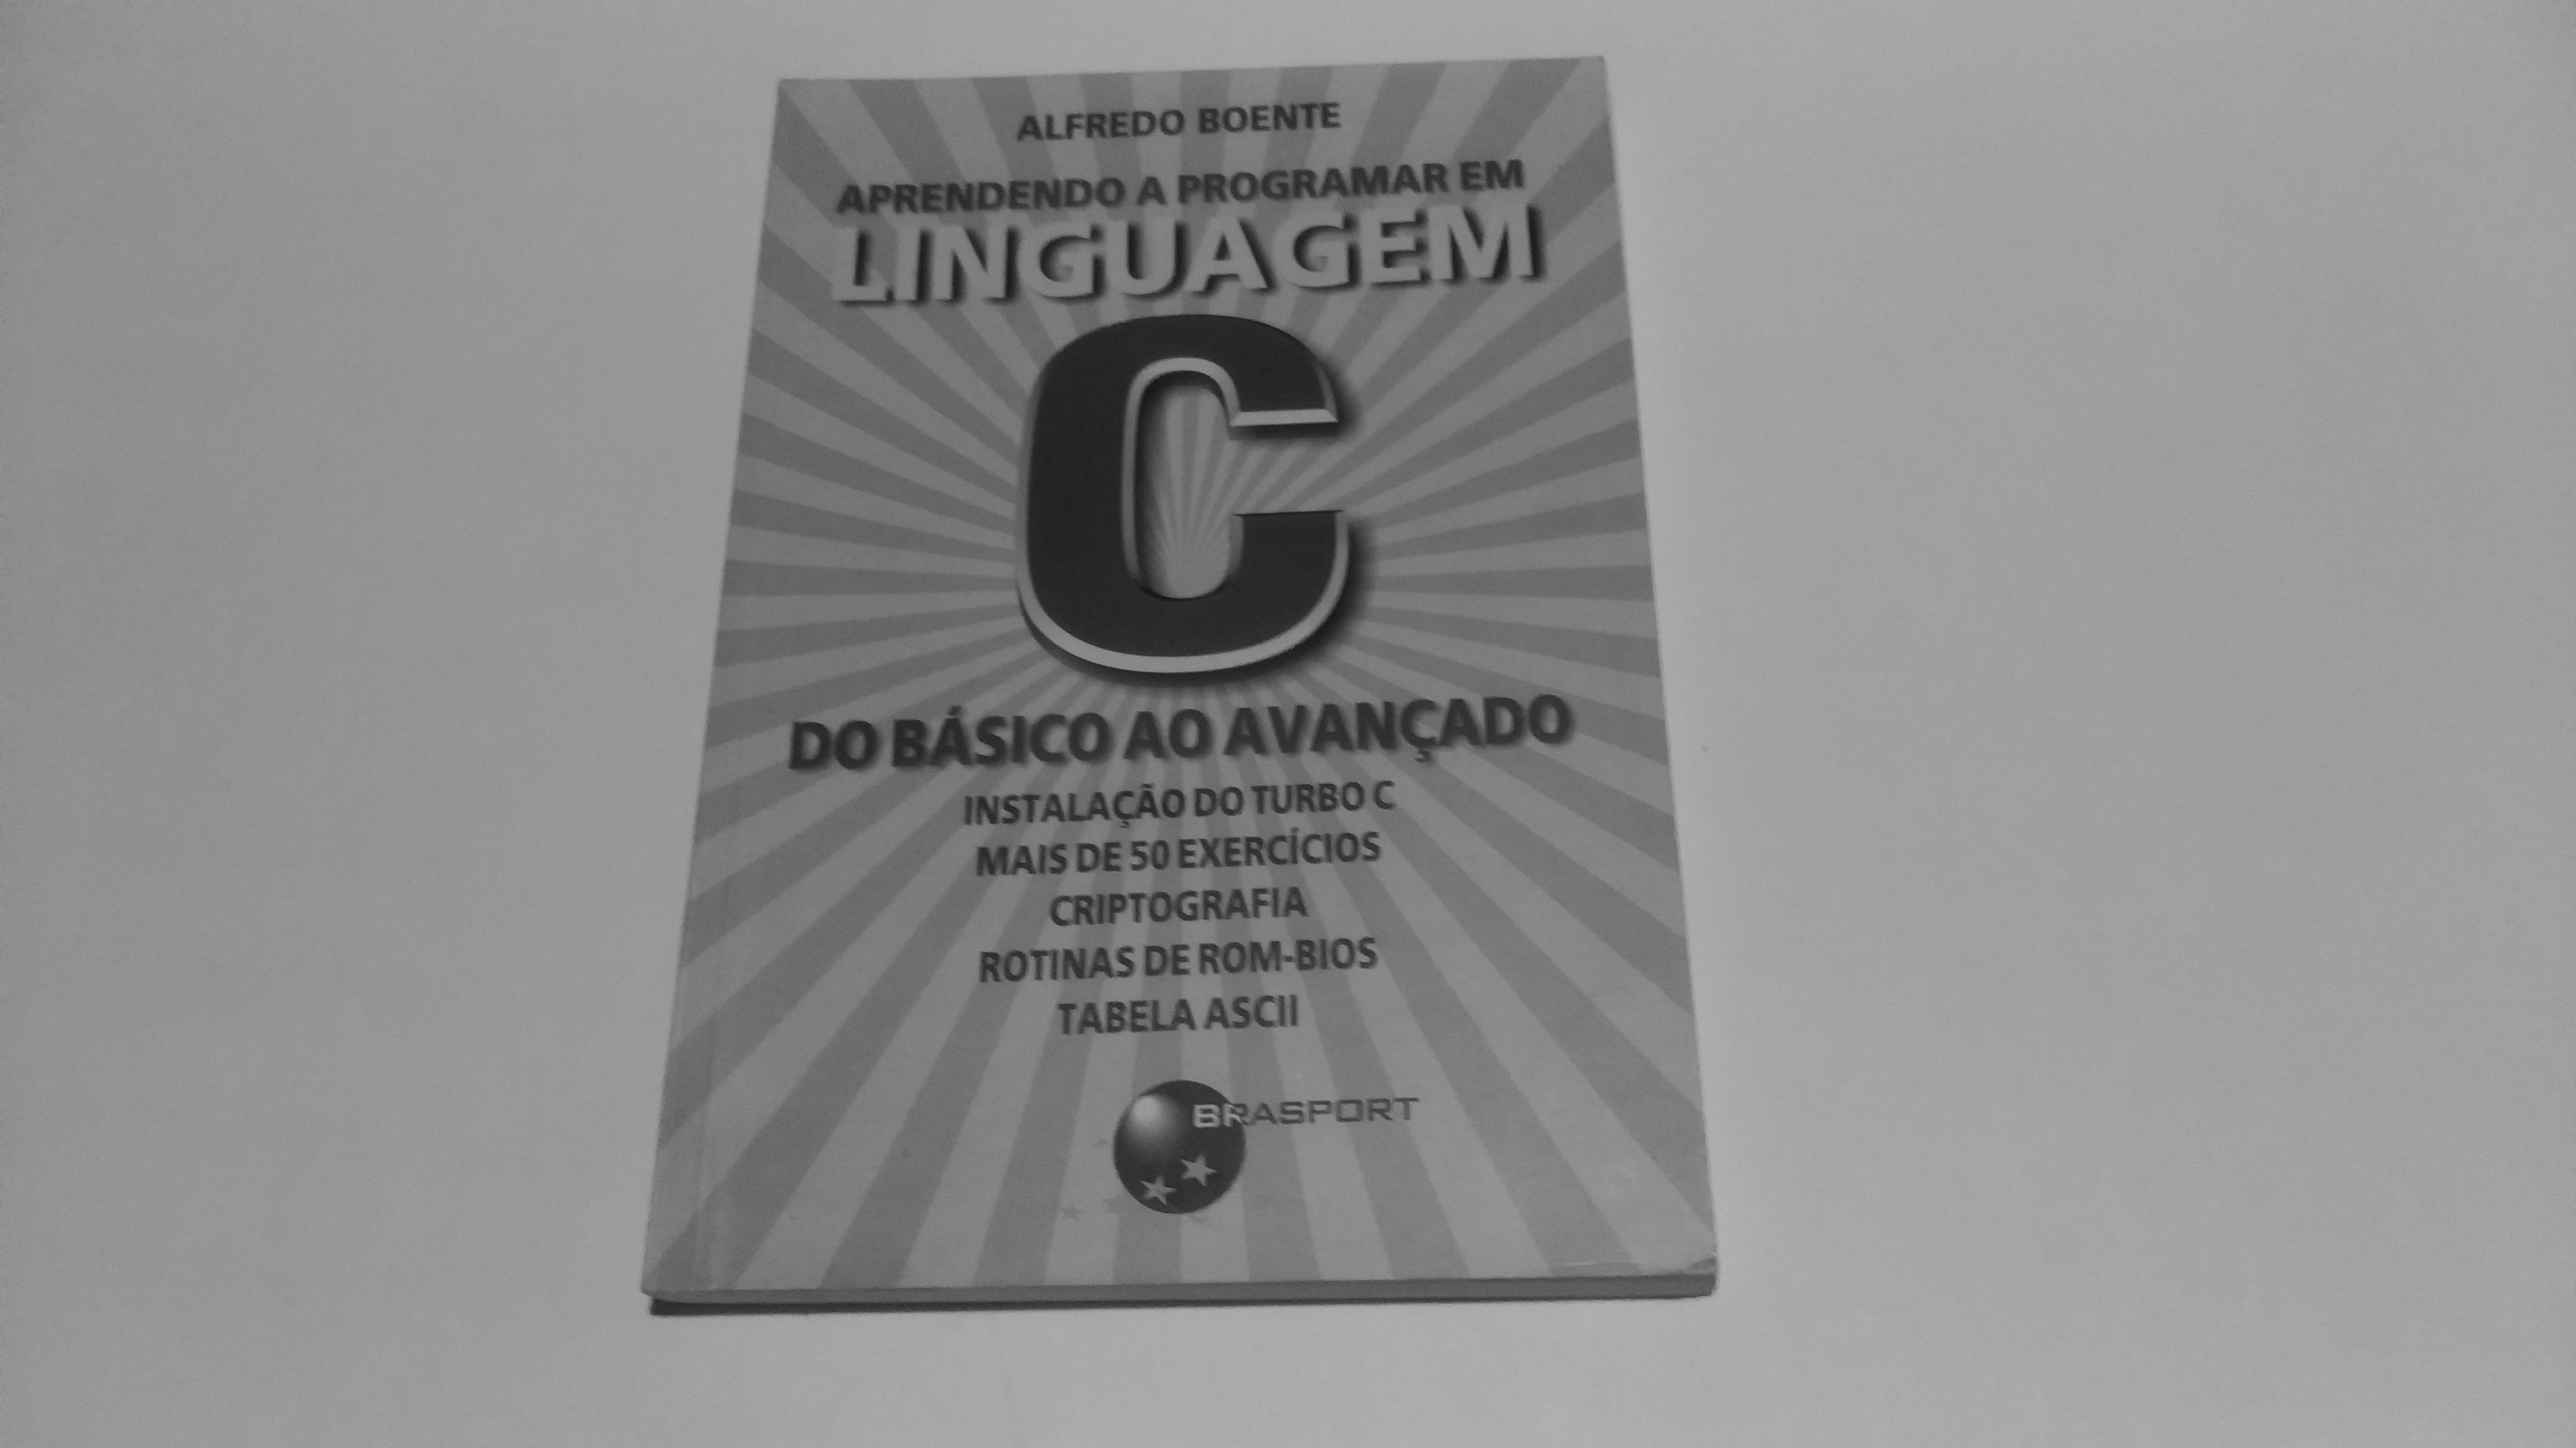 ALFREDO BOENTE
APRENDENDO A PROGRAMAR EM
LINGUAGEM
C
DO BÁSICO AO AVANÇADO
INSTALAÇÃO DO TURBO C
MAIS DE 50 EXERCÍCIOS
CRIPTOGRAFIA
ROTINAS DE ROM-BIOS
TABELA ASCII
BRASPORT